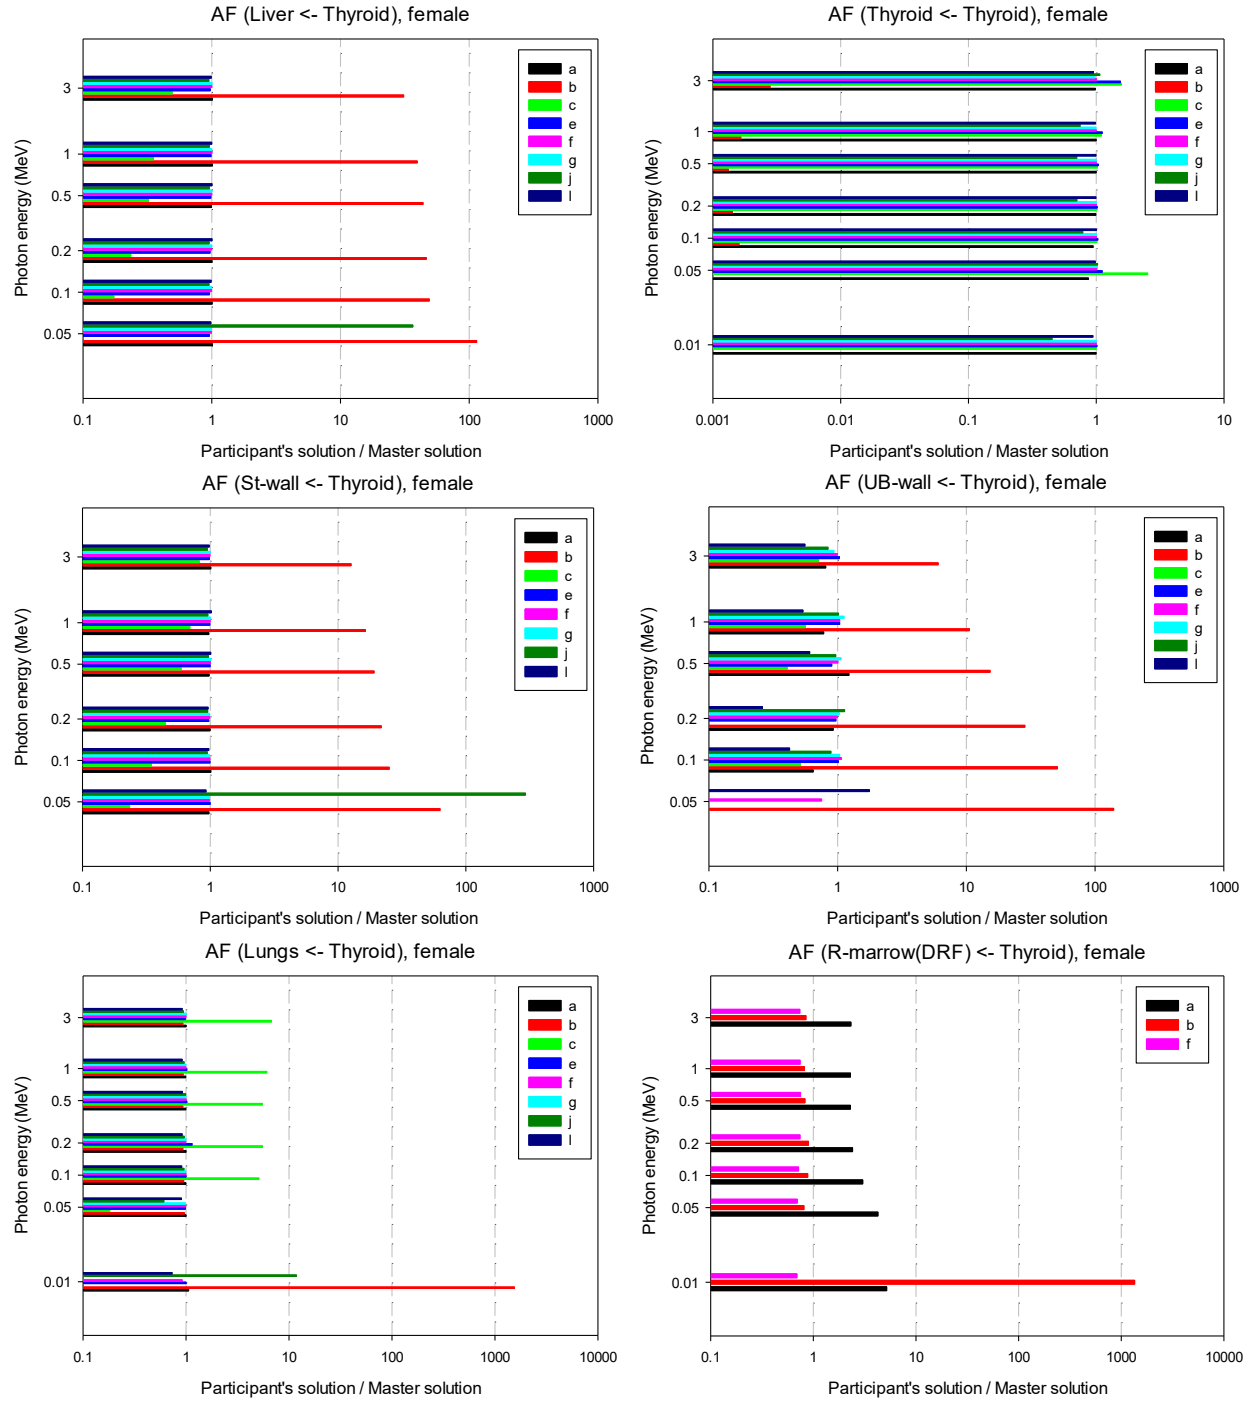 AF (Liver <- Thyroid), female
Photon energy (MeV)
3
1
0.5
0.2
0.1
0.05
0.1 1 10 100 1000
Participant's solution / Master solution
a
b
c
e
f
g
j
l
AF (Thyroid <- Thyroid), female
Photon energy (MeV)
3
1
0.5
0.2
0.1
0.05
0.01
0.001 0.01 0.1 1 10
Participant's solution / Master solution
a
b
c
e
f
g
j
l
AF (St-wall <- Thyroid), female
Photon energy (MeV)
3
1
0.5
0.2
0.1
0.05
0.1 1 10 100 1000
Participant's solution / Master solution
a
b
c
e
f
g
j
l
AF (UB-wall <- Thyroid), female
Photon energy (MeV)
3
1
0.5
0.2
0.1
0.05
0.1 1 10 100 1000
Participant's solution / Master solution
a
b
c
e
f
g
j
l
AF (Lungs <- Thyroid), female
Photon energy (MeV)
3
1
0.5
0.2
0.1
0.05
0.01
0.1 1 10 100 1000 10000
Participant's solution / Master solution
a
b
c
e
f
g
j
l
AF (R-marrow(DRF) <- Thyroid), female
Photon energy (MeV)
3
1
0.5
0.2
0.1
0.05
0.01
0.1 1 10 100 1000 10000
Participant's solution / Master solution
a
b
f